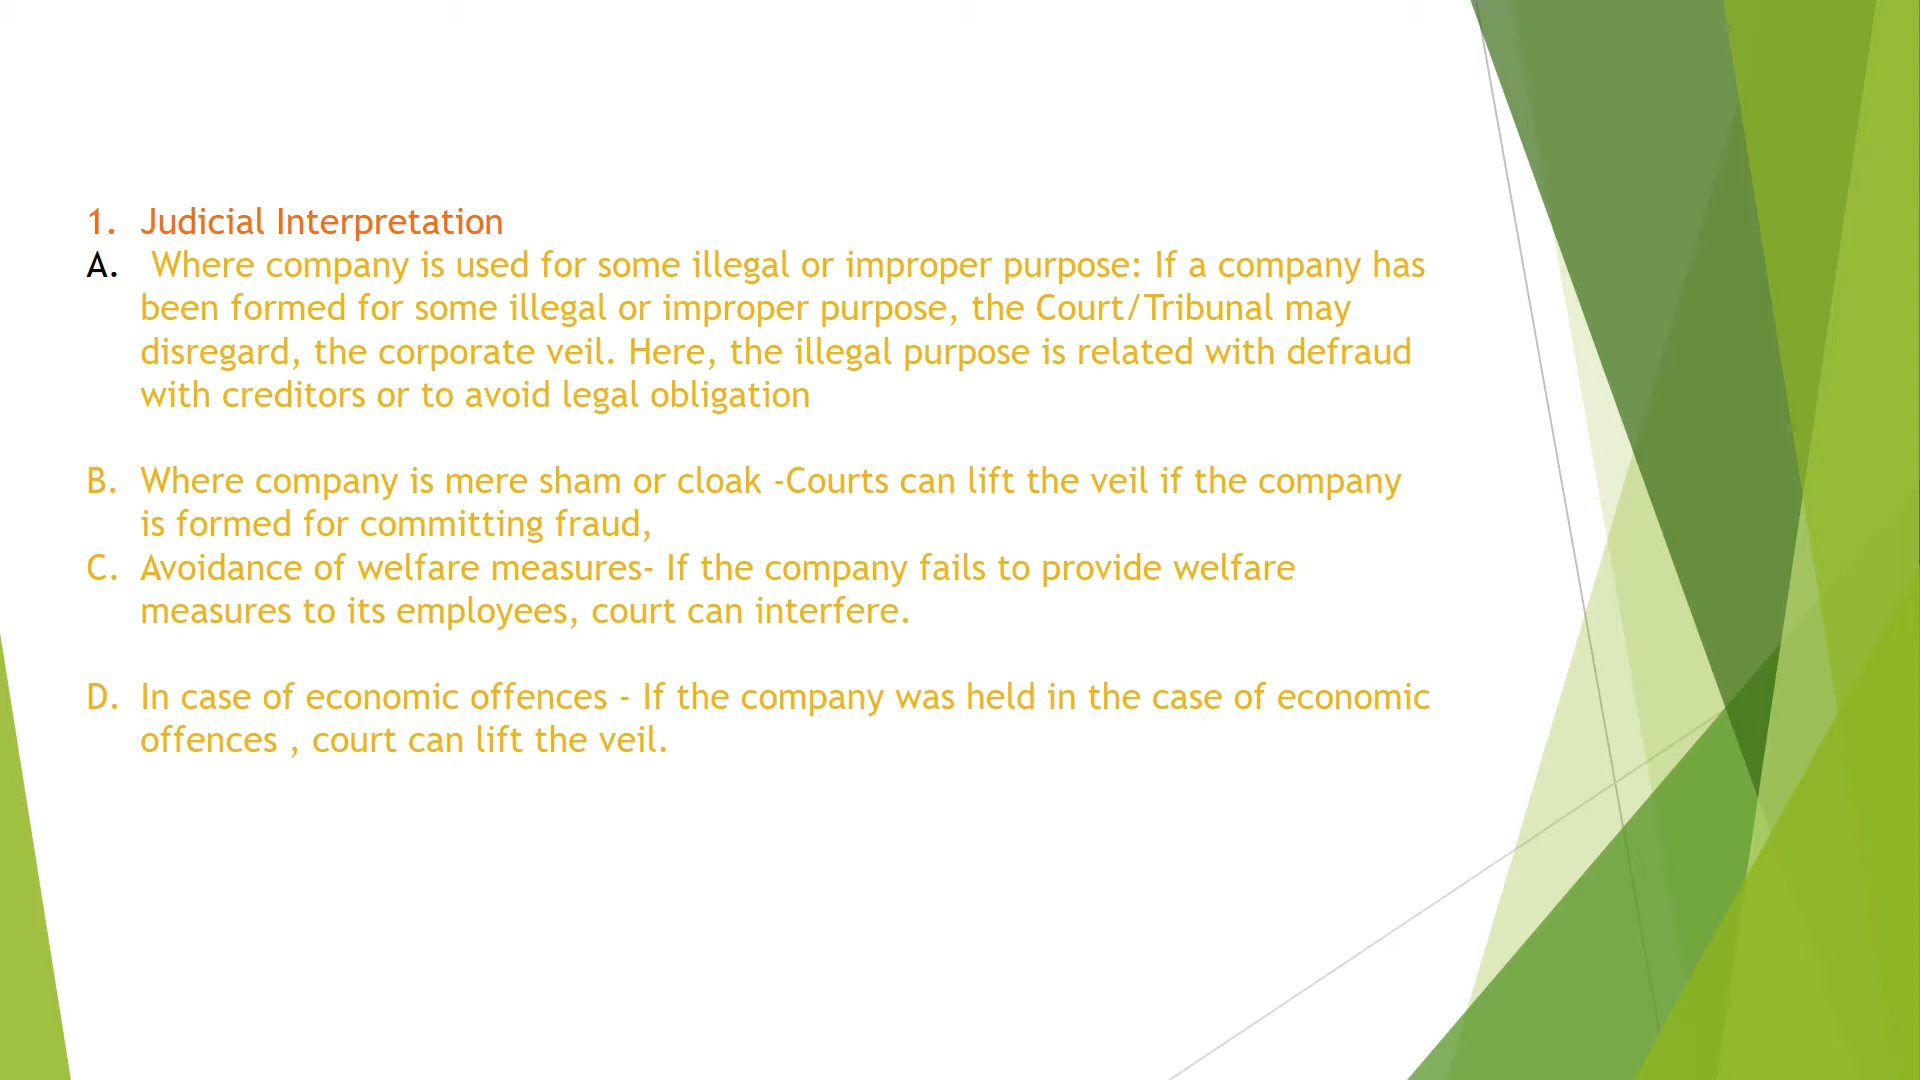 1. Judicial Interpretation
A. Where company is used for some illegal or improper purpose: If a company has
been formed for some illegal or improper purpose, the Court/Tribunal may
disregard, the corporate veil. Here, the illegal purpose is related with defraud
with creditors or to avoid legal obligation
B. Where company is mere sham or cloak -Courts can lift the veil if the company
is formed for committing fraud,
C. Avoidance of welfare measures- If the company fails to provide welfare
measures to its employees, court can interfere.
D. In case of economic offences - If the company was held in the case of economic
offences , court can lift the veil.